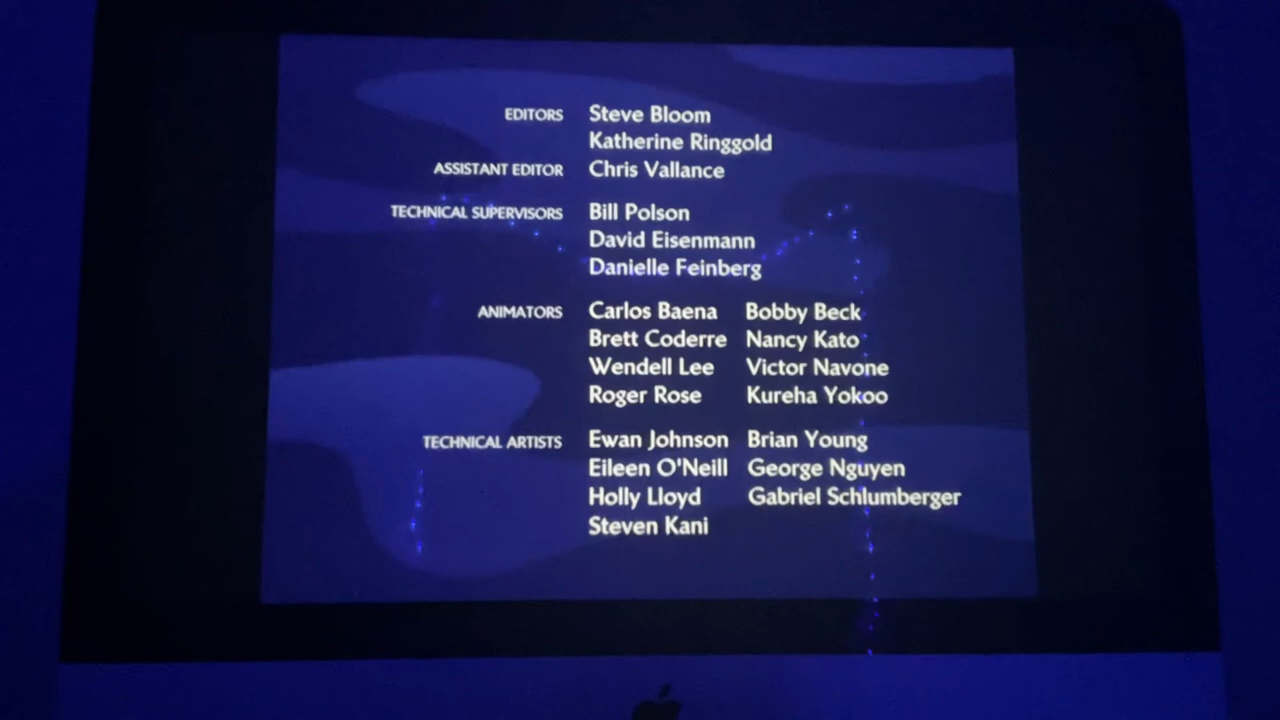 EDITORS Steve Bloom
Katherine Ringgold
ASSISTANT EDITOR Chris Vallance
TECHNICAL SUPERVISORS Bill Polson
David Eisenmann
Danielle Feinberg
ANIMATORS Carlos Baena Bobby Beck
Brett Coderre Nancy Kato
Wendell Lee Victor Navone
Roger Rose Kureha Yokoo
TECHNICAL ARTISTS Ewan Johnson Brian Young
Eileen O'Neill George Nguyen
Holly Lloyd Gabriel Schlumberger
Steven Kani